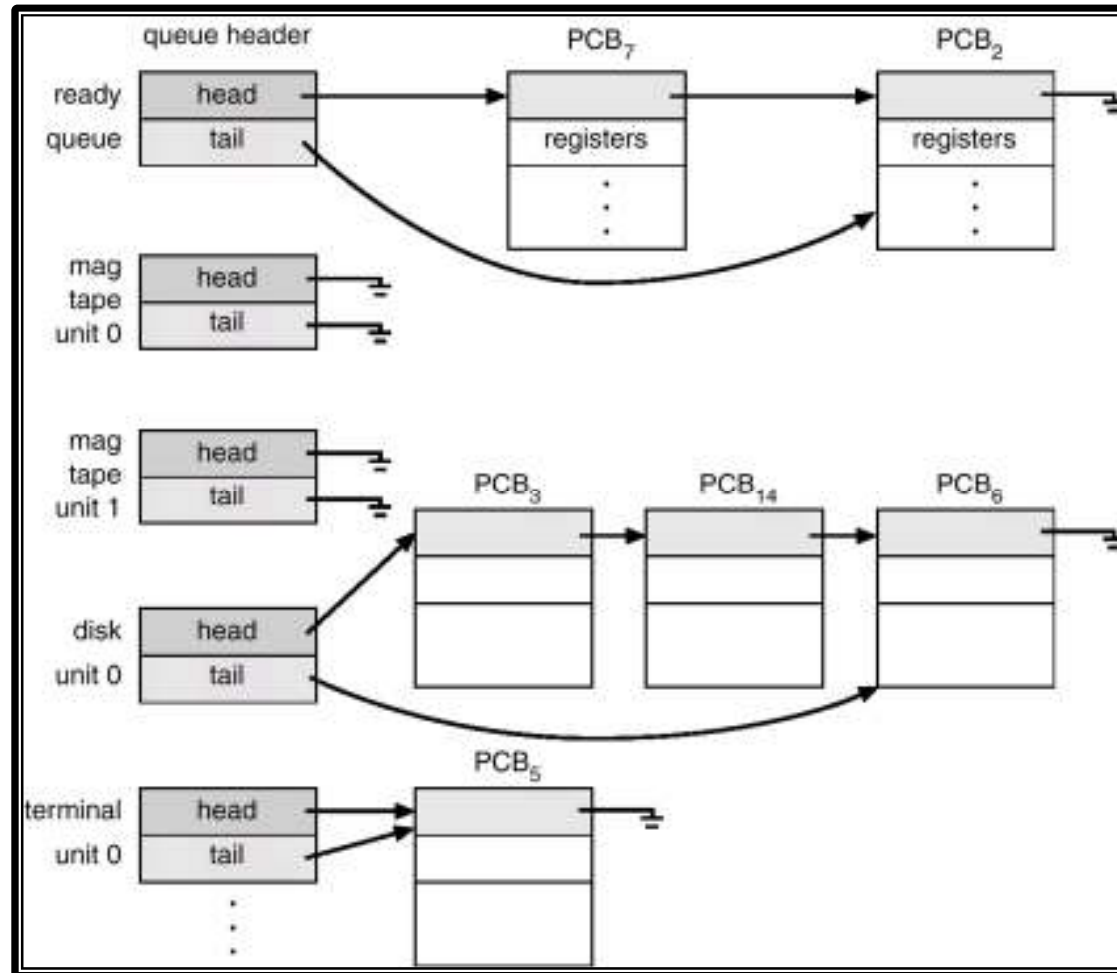 queue header PCB7 PCB2
ready head
queue tail registers registers
mag
tape
unit 0
head
tail
mag
tape
unit 1
head
tail
PCB3 PCB14 PCB6
disk head
unit 0 tail
PCB5
terminal head
unit 0 tail